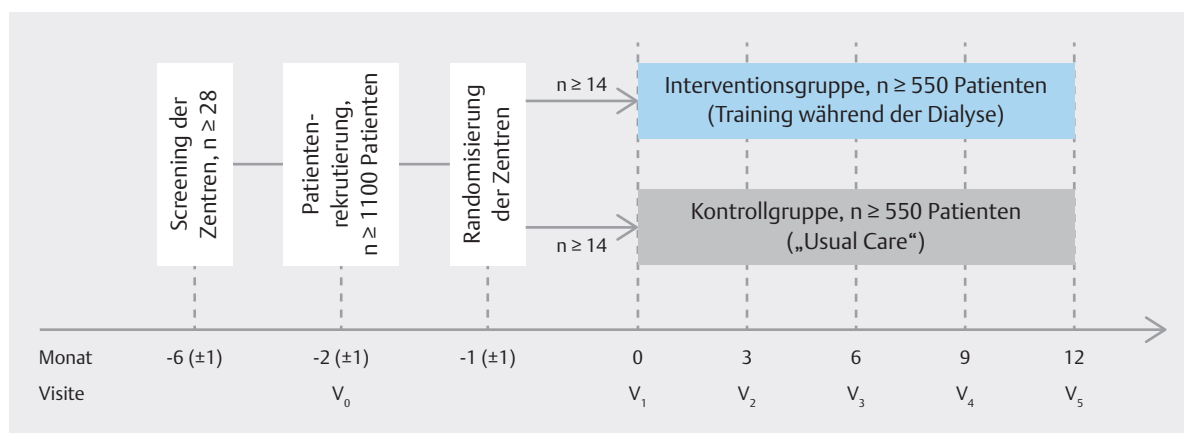 Screening der
Zentren, n ≥ 28
Patienten-
rekrutierung,
n ≥ 1100 Patienten
Randomisierung
der Zentren
n ≥ 14
n ≥ 14
Interventionsgruppe, n ≥ 550 Patienten
(Training während der Dialyse)
Kontrollgruppe, n ≥ 550 Patienten
(„Usual Care“)
Monat -6 (±1) -2 (±1) -1 (±1) 0 3 6 9 12
Visite V₀ V₁ V₂ V₃ V₄ V₅